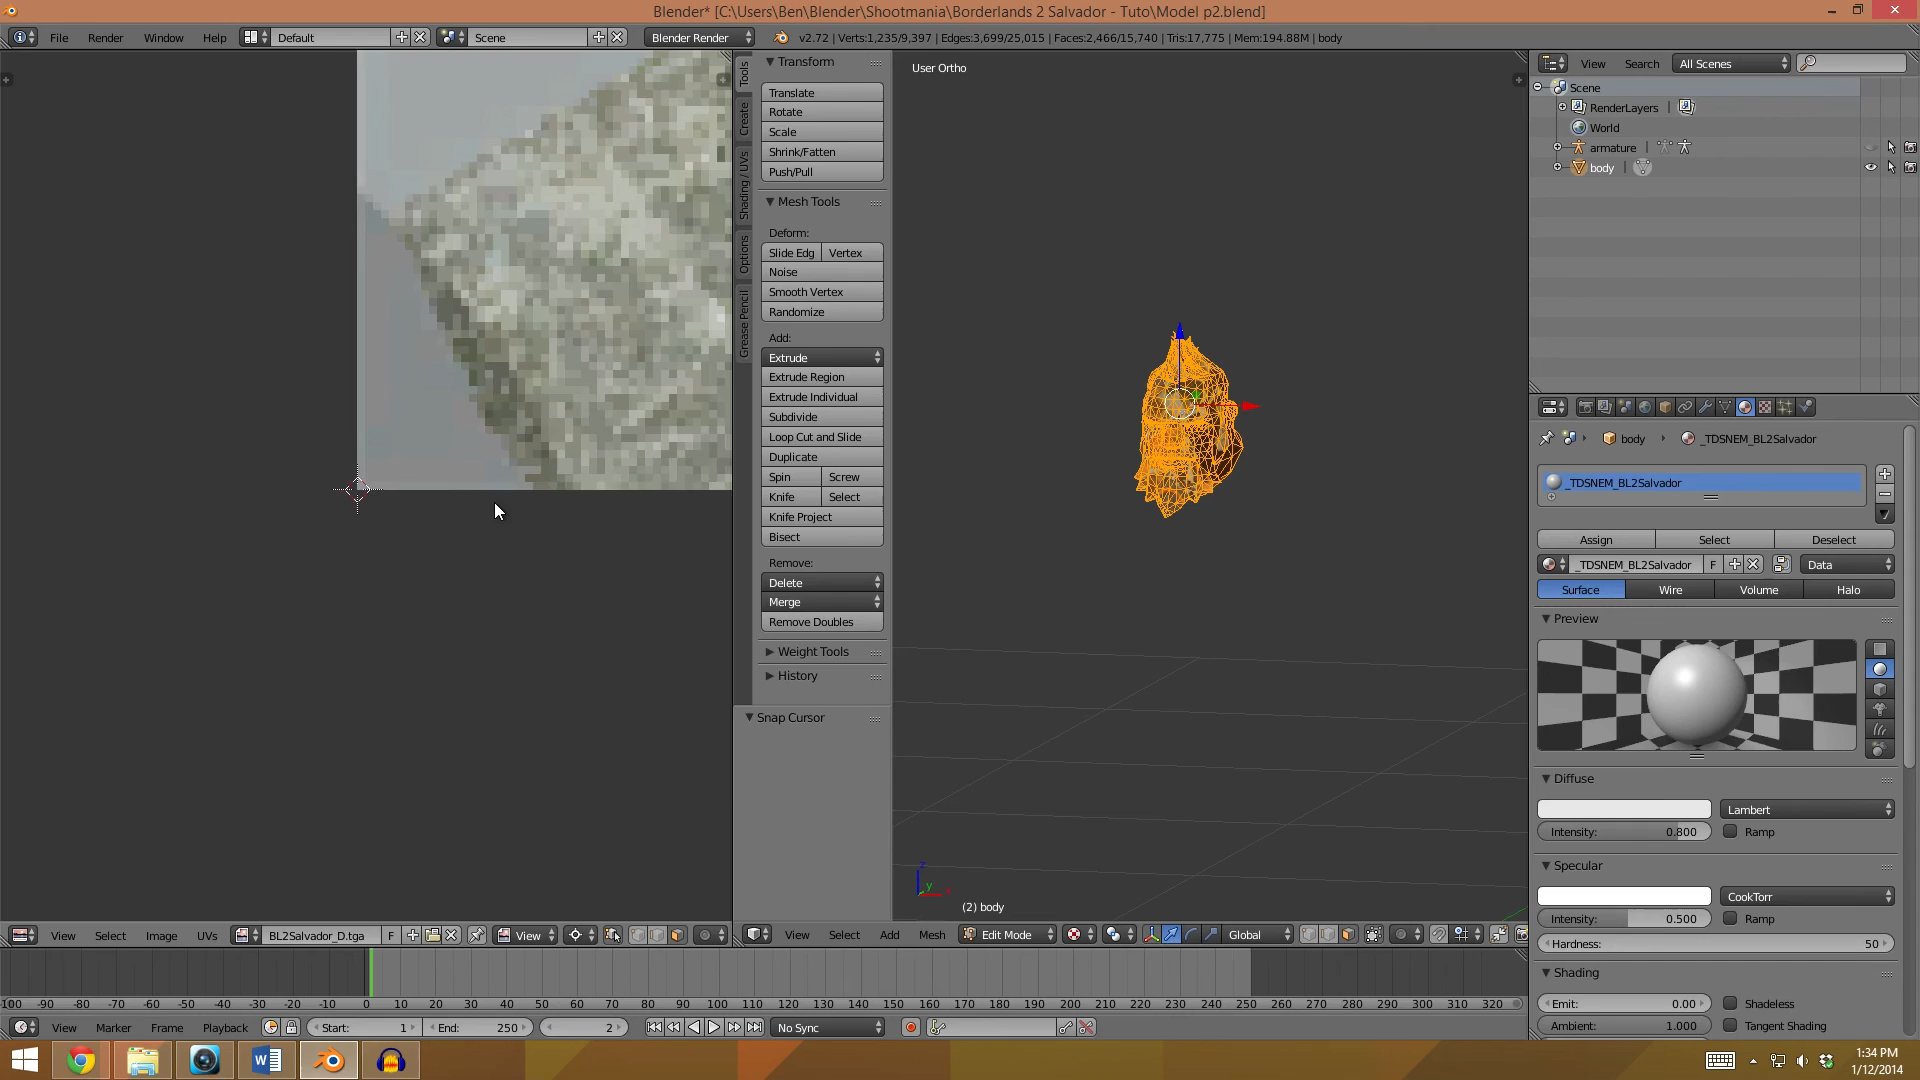 Blender* [C:\Users\Ben\Blender\Shootmania\Borderlands 2 Salvador - Tuto\Model p2.blend]
File Render Window Help Default Scene Blender Render v2.72 | Verts:1,235/9,397 | Edges:3,699/25,015 | Faces:2,466/15,740 | Tris:17,775 | Mem:194.88M | body
Tools
Create
Shading / UVs
Options
Grease Pencil
Transform
Translate
Rotate
Scale
Shrink/Fatten
Push/Pull
Mesh Tools
Deform:
Slide Edg Vertex
Noise
Smooth Vertex
Randomize
Add:
Extrude
Extrude Region
Extrude Individual
Subdivide
Loop Cut and Slide
Duplicate
Spin Screw
Knife Select
Knife Project
Bisect
Remove:
Delete
Merge
Remove Doubles
Weight Tools
History
Snap Cursor
User Ortho
z
y
x
(2) body
View Search All Scenes
Scene
RenderLayers |
World
armature |
body |
body _TDSNEM_BL2Salvador
_TDSNEM_BL2Salvador
Assign Select Deselect
_TDSNEM_BL2Salvador F Data
Surface Wire Volume Halo
Preview
Diffuse
Lambert
Intensity: 0.800 Ramp
Specular
CookTorr
Intensity: 0.500 Ramp
Hardness: 50
Shading
Emit: 0.00 Shadeless
Ambient: 1.000 Tangent Shading
View Select Image UVs BL2Salvador_D.tga F View
View Select Add Mesh Edit Mode Global
-100 -90 -80 -70 -60 -50 -40 -30 -20 -10 0 10 20 30 40 50 60 70 80 90 100 110 120 130 140 150 160 170 180 190 200 210 220 230 240 250 260 270 280 290 300 310 320
View Marker Frame Playback Start: 1 End: 250 2 No Sync
1:34 PM
1/12/2014